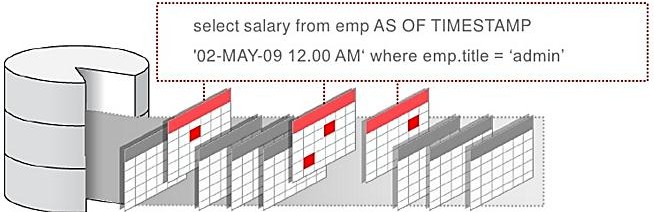 select salary from emp AS OF TIMESTAMP
'02-MAY-09 12.00 AM‘ where emp.title = ‘admin’